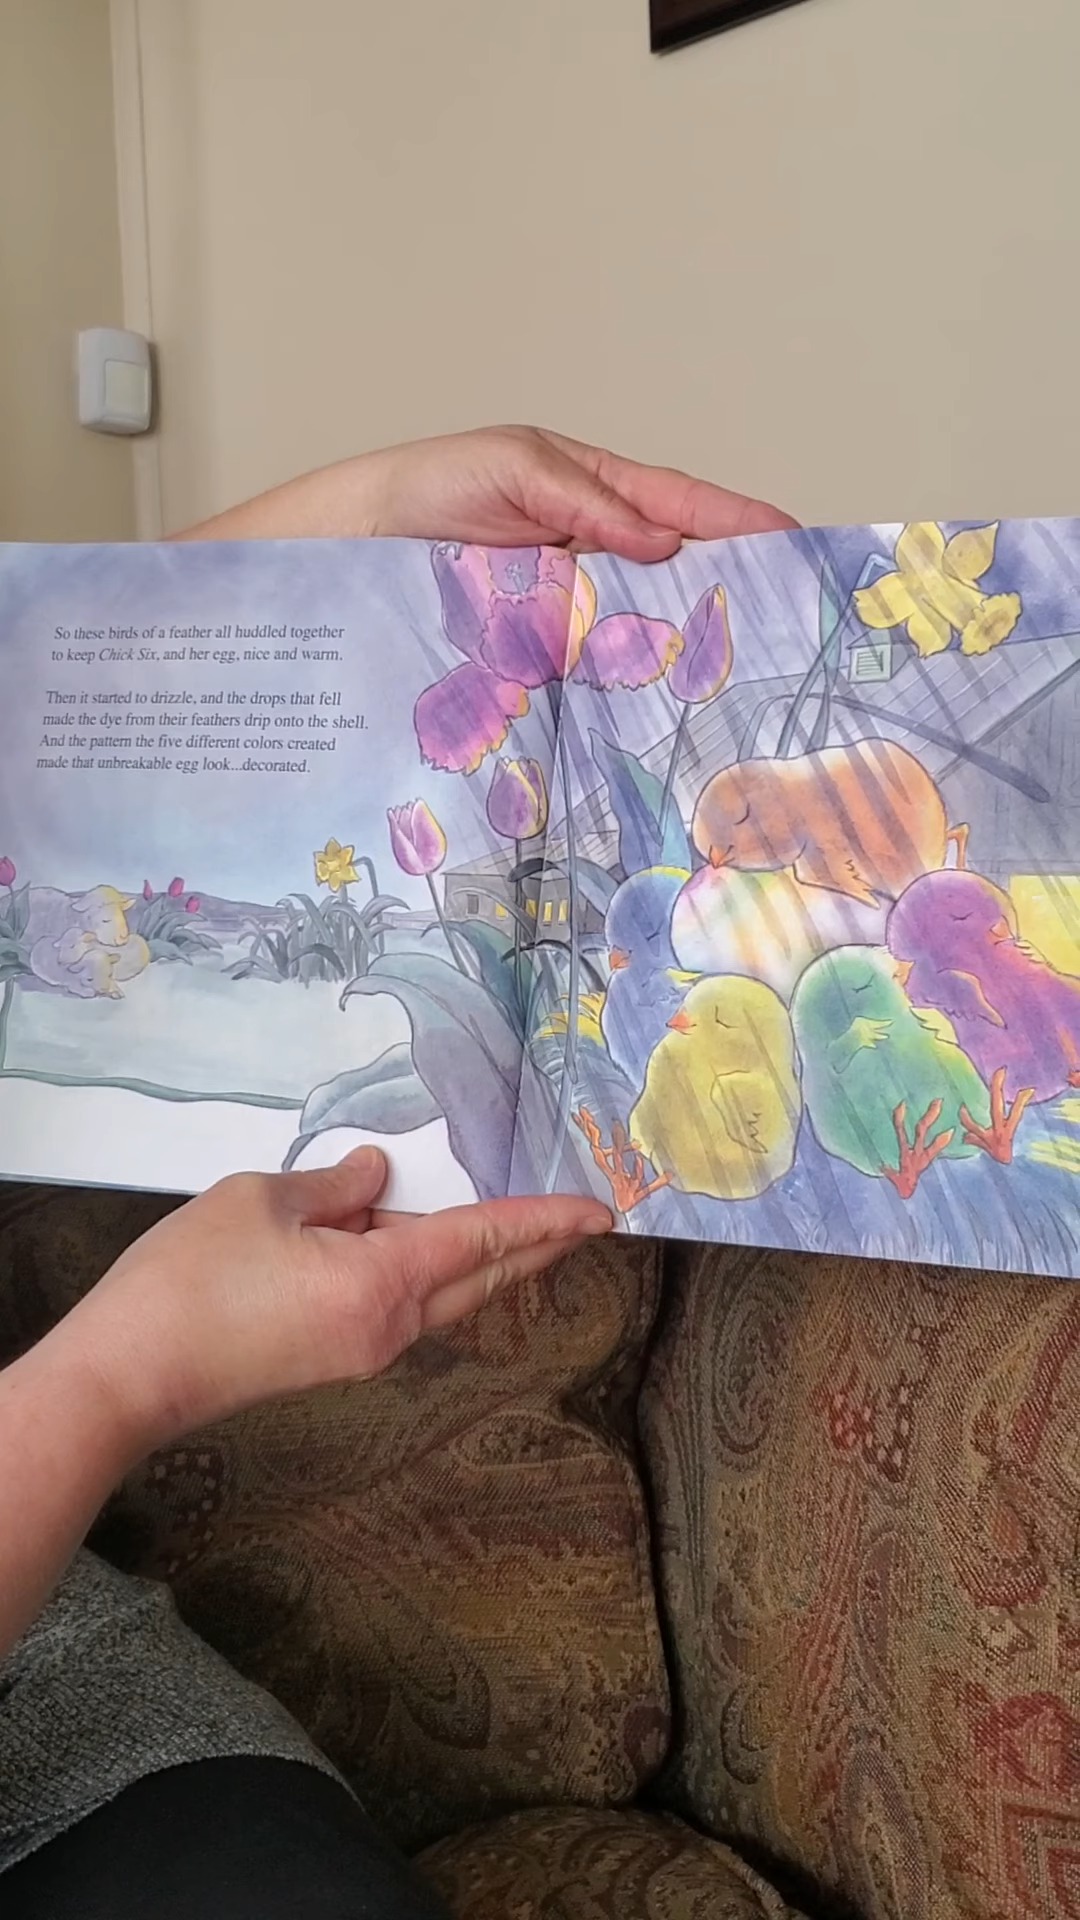 So these birds of a feather all huddled together
to keep Chick Six, and her egg, nice and warm.
Then it started to drizzle, and the drops that fell
made the dye from their feathers drip onto the shell.
And the pattern the five different colors created
made that unbreakable egg look...decorated.